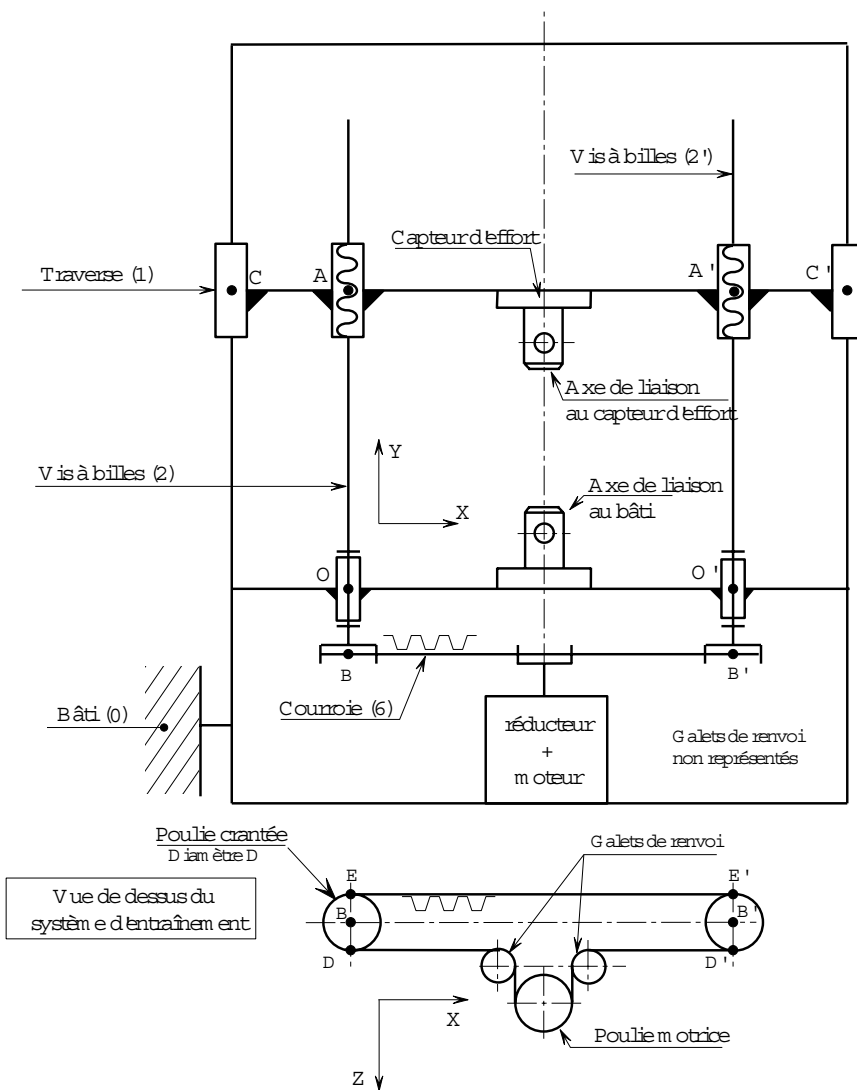 Vis à billes (2')
Capteur d'effort
Traverse (1)
C
A
A'
C'
Axe de liaison
au capteur d'effort
Y
X
Vis à billes (2)
Axe de liaison
au bâti
O
O'
B
B'
Courroie (6)
Bâti (0)
réducteur
+
moteur
Galets de renvoi
non représentés
Poulie crantée
Diamètre D
Galets de renvoi
E
E'
Vue de dessus du
système d'entraînement
B
B'
D
D'
X
Poulie motrice
Z